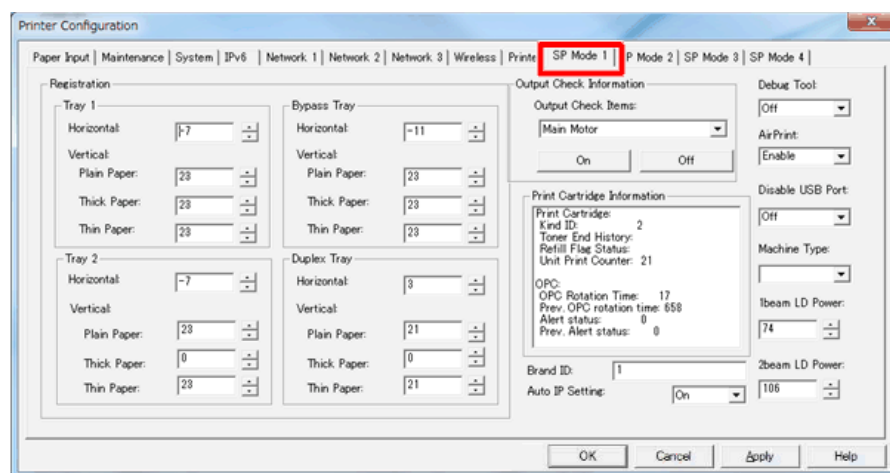 Printer Configuration
Paper Input | Maintenance | System | IPv6 | Network 1 | Network 2 | Network 3 | Wireless | Printe SP Mode 1 P Mode 2 | SP Mode 3 | SP Mode 4
Registration
Tray 1
Horizontal: -7
Vertical:
Plain Paper: 23
Thick Paper: 23
Thin Paper: 23
Bypass Tray
Horizontal: -11
Vertical:
Plain Paper: 23
Thick Paper: 23
Thin Paper: 23
Tray 2
Horizontal: -7
Vertical:
Plain Paper: 23
Thick Paper: 0
Thin Paper: 23
Duplex Tray
Horizontal: 3
Vertical:
Plain Paper: 21
Thick Paper: 0
Thin Paper: 21
Output Check Information
Output Check Items:
Main Motor
On Off
Print Cartridge Information
Print Cartridge:
Kind ID: 2
Toner End History:
Refill Flag Status:
Unit Print Counter: 21
OPC:
OPC Rotation Time: 17
Prev. OPC rotation time: 658
Alert status: 0
Prev. Alert status: 0
Brand ID: 1
Auto IP Setting: On
Debug Tool:
Off
AirPrint:
Enable
Disable USB Port:
Off
Machine Type:
1beam LD Power:
74
2beam LD Power:
106
OK Cancel Apply Help